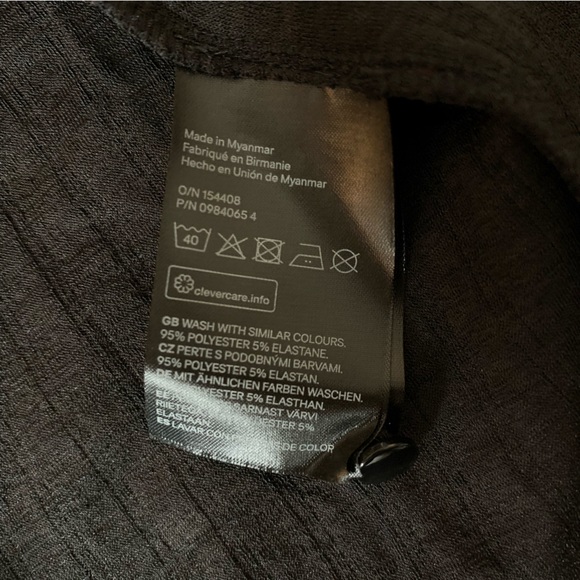 Made in Myanmar
Fabriqué en Birmanie
Hecho en Unión de Myanmar
O/N 154408
P/N 0984065 4
40
clevercare.info
GB WASH WITH SIMILAR COLOURS.
95% POLYESTER 5% ELASTANE.
CZ PERTE S PODOBNÝMI BARVAMI.
95% POLYESTER 5% ELASTAN.
DE MIT ÄHNLICHEN FARBEN WASCHEN.
POLYESTER 5% ELASTHAN.
SARNAST VÄRVI
5%
ELASTAAN
ES LAVAR CON DE COLOR